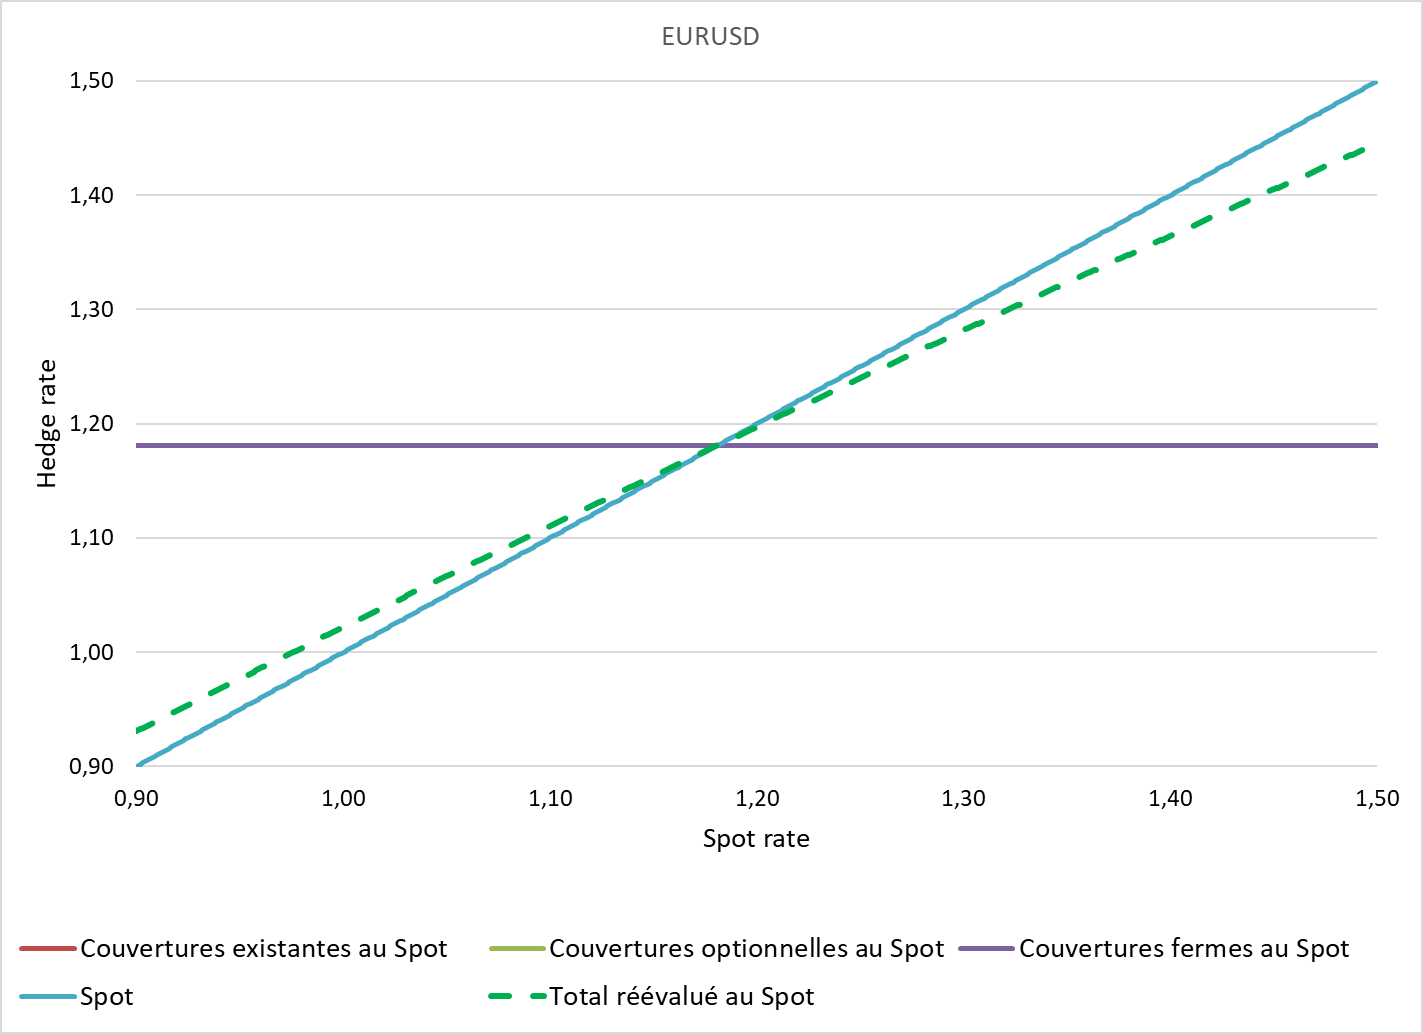 EURUSD
1,50
1,40
1,30
1,20
1,10
1,00
0,90
Hedge rate
0,90 1,00 1,10 1,20 1,30 1,40 1,50
Spot rate
Couvertures existantes au Spot Couvertures optionnelles au Spot Couvertures fermes au Spot
Spot Total réévalué au Spot